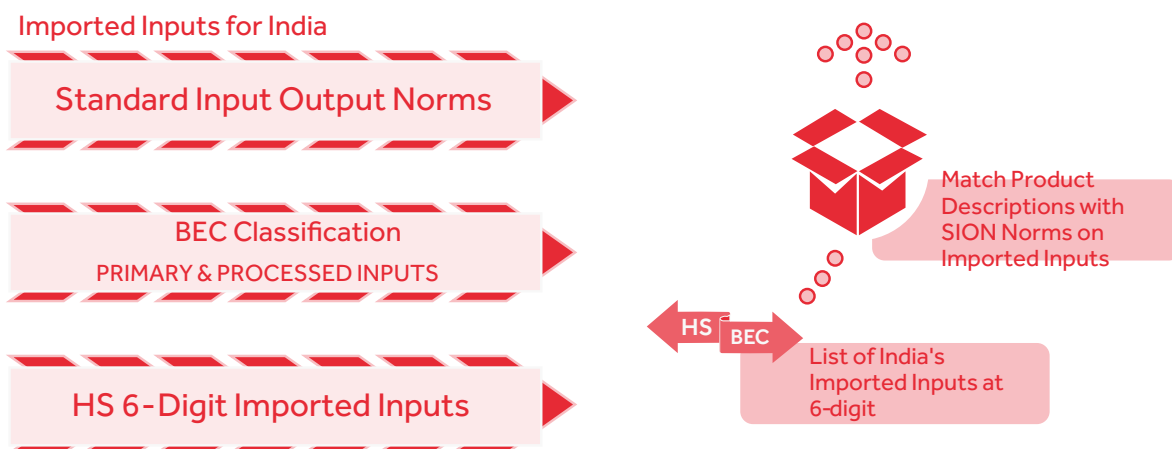 Imported Inputs for India
Standard Input Output Norms
BEC Classification
PRIMARY & PROCESSED INPUTS
HS 6-Digit Imported Inputs
Match Product
Descriptions with
SION Norms on
Imported Inputs
HS
BEC
List of India's
Imported Inputs at
6-digit